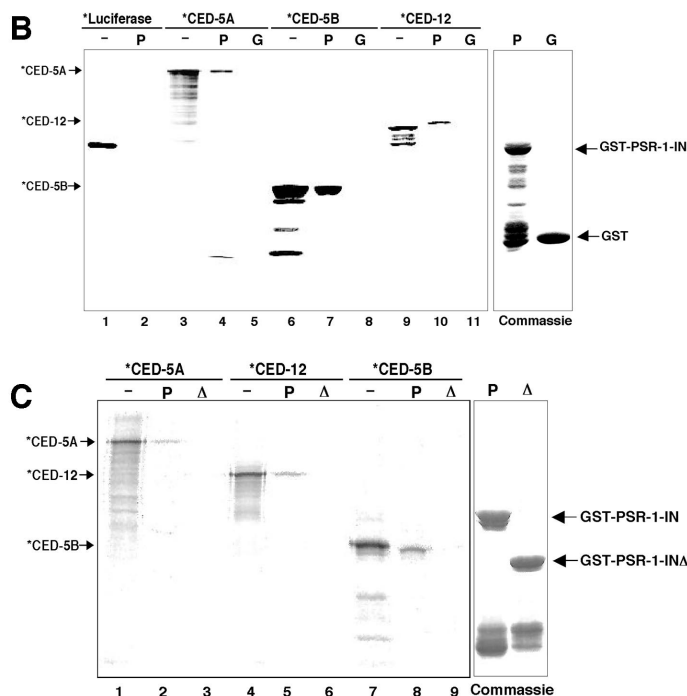 B
*Luciferase *CED-5A *CED-5B *CED-12
– P – P G – P G – P G P G
*CED-5A
*CED-12
GST-PSR-1-IN
*CED-5B
GST
1 2 3 4 5 6 7 8 9 10 11 Commassie
C
*CED-5A *CED-12 *CED-5B
– P Δ – P Δ – P Δ P Δ
*CED-5A
*CED-12
GST-PSR-1-IN
*CED-5B
GST-PSR-1-INΔ
1 2 3 4 5 6 7 8 9 Commassie